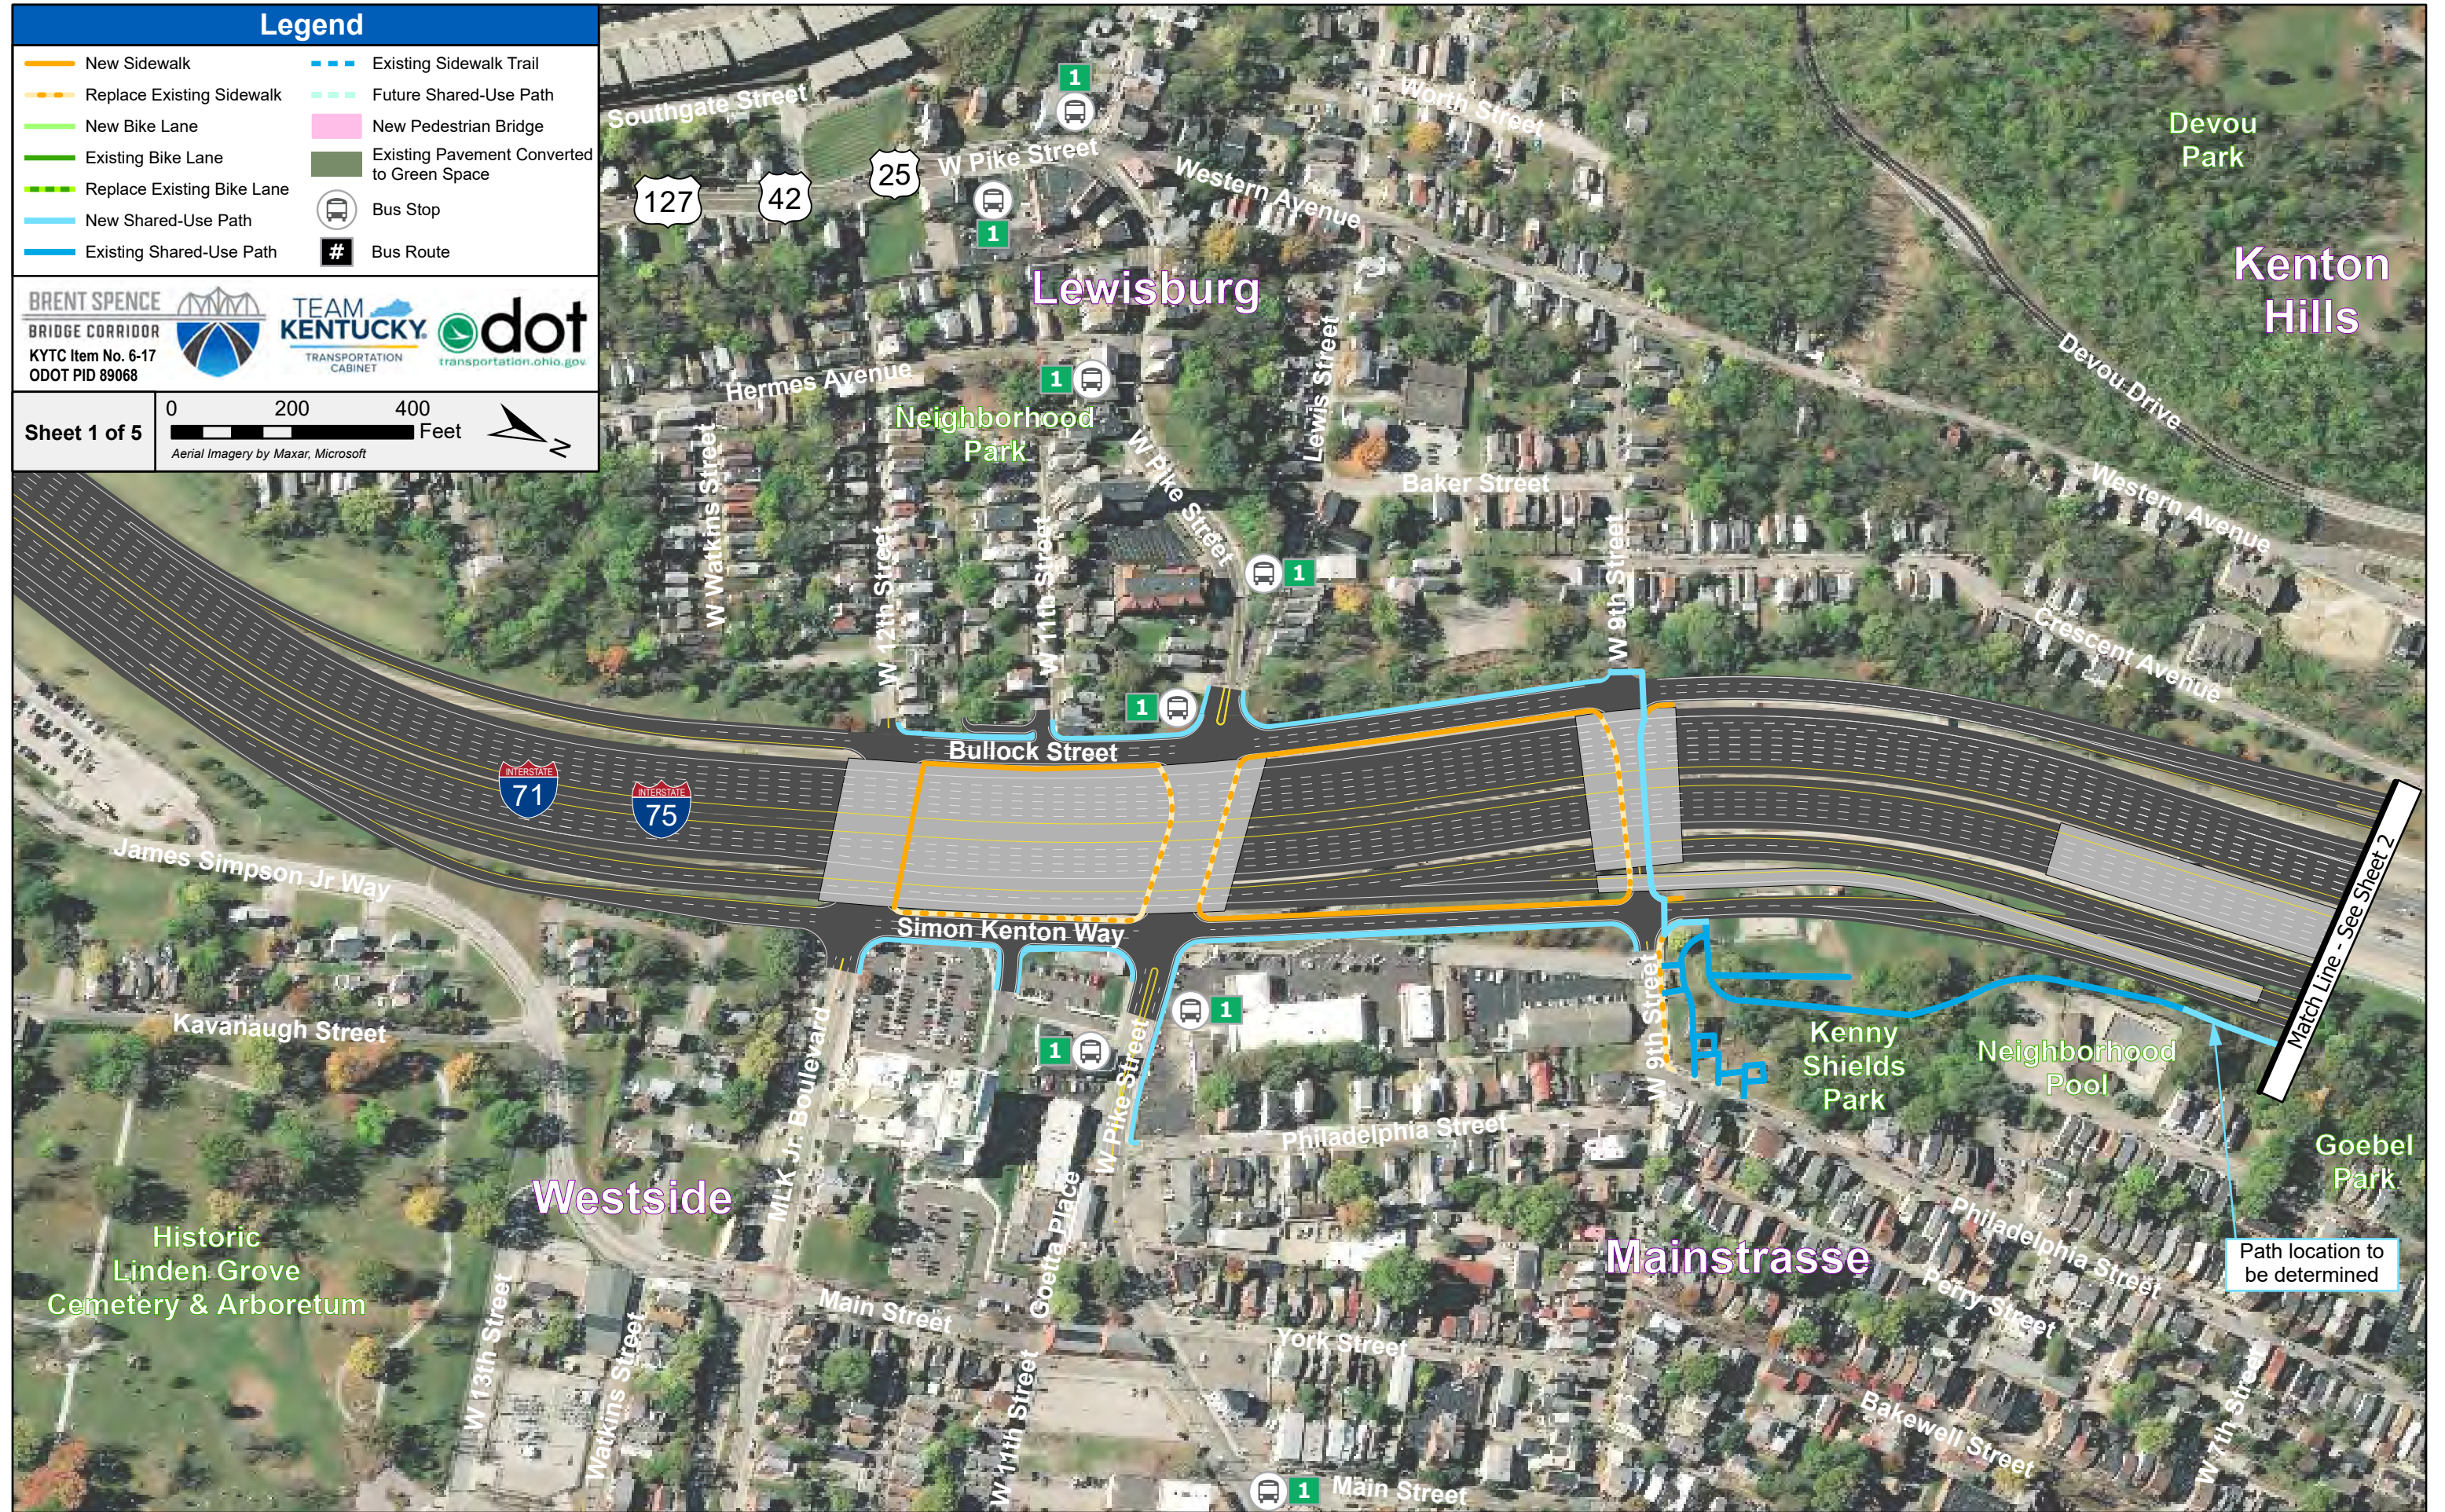 Legend
New Sidewalk
Replace Existing Sidewalk
New Bike Lane
Existing Bike Lane
Replace Existing Bike Lane
New Shared-Use Path
Existing Shared-Use Path
Existing Sidewalk Trail
Future Shared-Use Path
New Pedestrian Bridge
Existing Pavement Converted
to Green Space
Bus Stop
#
Bus Route
BRENT SPENCE
BRIDGE CORRIDOR
KYTC Item No. 6-17
ODOT PID 89068
TEAM
KENTUCKY
TRANSPORTATION
CABINET
dot
transportation.ohio.gov
Sheet 1 of 5
0 200 400
Feet
Aerial Imagery by Maxar, Microsoft
N
Southgate Street
127
42
25
W Pike Street
1
1
Western Avenue
Worth Street
Devou
Park
Kenton
Hills
Devou Drive
Lewisburg
Hermes Avenue
1
Neighborhood
Park
Lewis Street
W Pike Street
Baker Street
Western Avenue
W Watkins Street
W 12th Street
W 11th Street
1
W 9th Street
Crescent Avenue
1
Bullock Street
INTERSTATE
71
INTERSTATE
75
James Simpson Jr Way
Simon Kenton Way
Match Line - See Sheet 2
Kavanaugh Street
MLK Jr. Boulevard
1
1
W Pike Street
W 9th Street
Kenny
Shields
Park
Neighborhood
Pool
Goebel
Park
Philadelphia Street
Westside
Goetta Place
Mainstrasse
Philadelphia Street
Path location to
be determined
Historic
Linden Grove
Cemetery & Arboretum
Main Street
York Street
Perry Street
W 13th Street
Watkins Street
W 11th Street
Bakewell Street
W 7th Street
1
Main Street